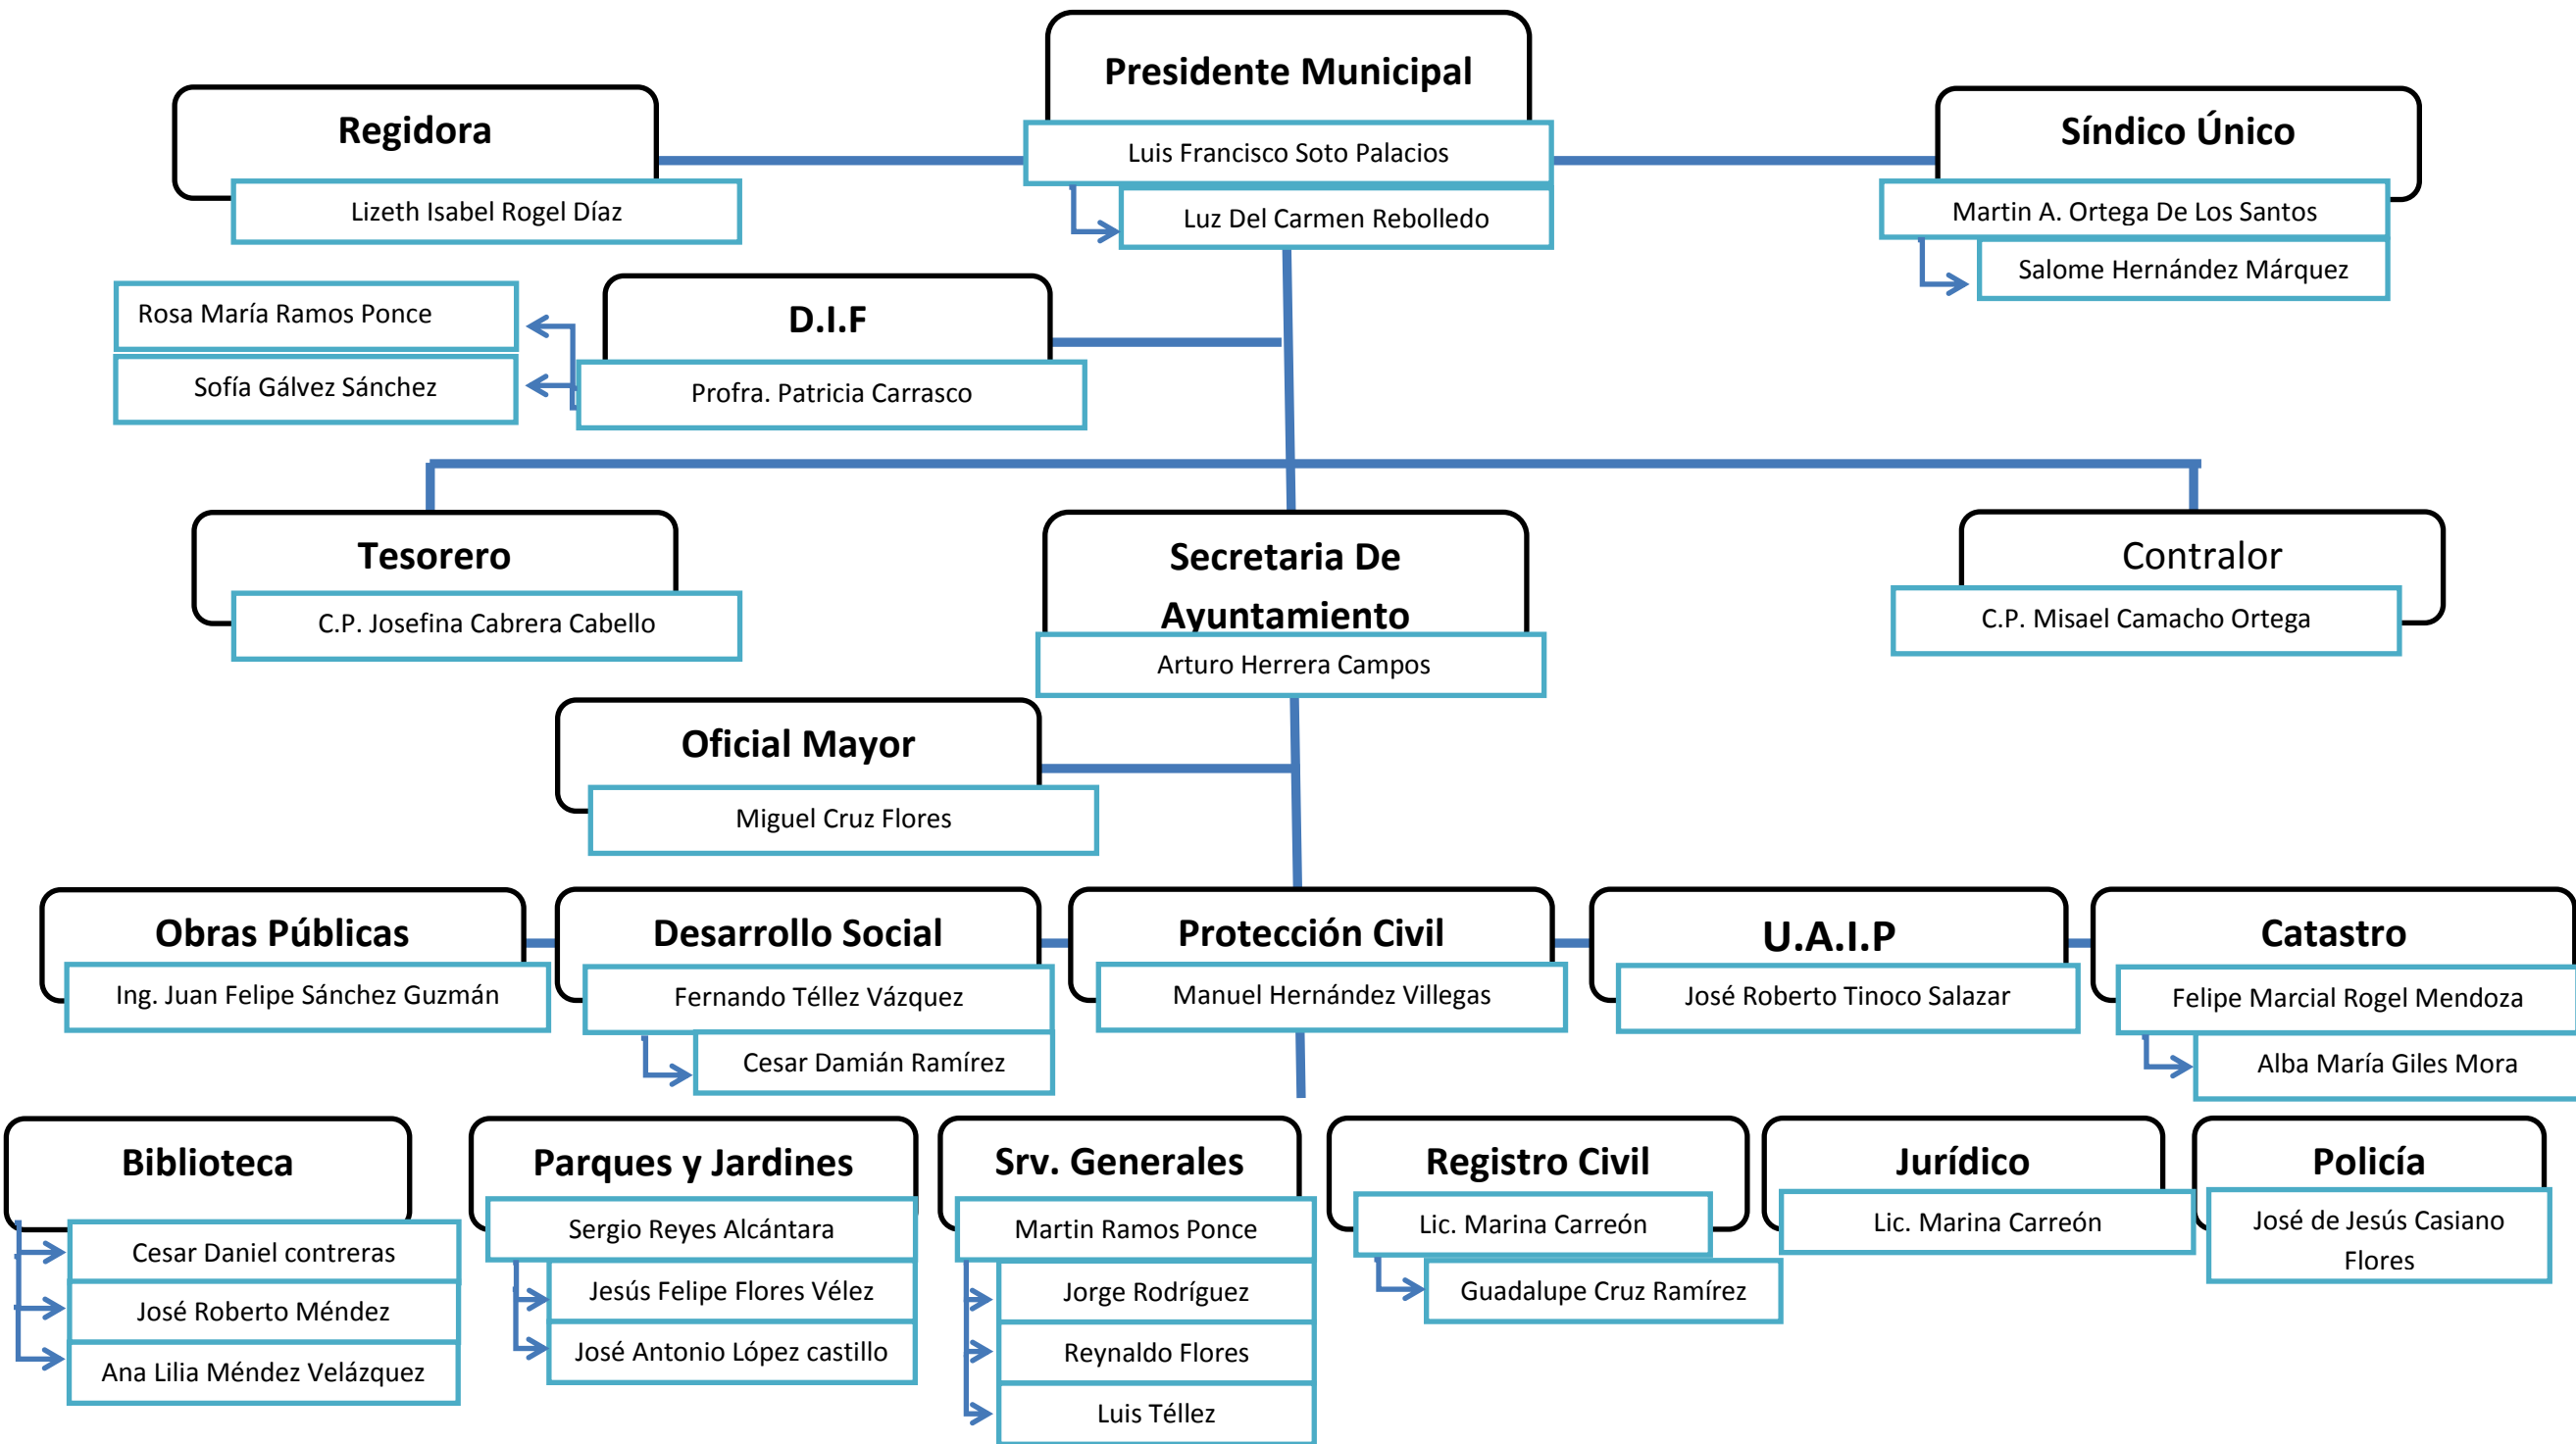 Presidente Municipal
Luis Francisco Soto Palacios
Luz Del Carmen Rebolledo
Regidora
Lizeth Isabel Rogel Díaz
Síndico Único
Martin A. Ortega De Los Santos
Salome Hernández Márquez
D.I.F
Profra. Patricia Carrasco
Rosa María Ramos Ponce
Sofía Gálvez Sánchez
Tesorero
C.P. Josefina Cabrera Cabello
Secretaria De
Ayuntamiento
Arturo Herrera Campos
Contralor
C.P. Misael Camacho Ortega
Oficial Mayor
Miguel Cruz Flores
Obras Públicas
Ing. Juan Felipe Sánchez Guzmán
Desarrollo Social
Fernando Téllez Vázquez
Cesar Damián Ramírez
Protección Civil
Manuel Hernández Villegas
U.A.I.P
José Roberto Tinoco Salazar
Catastro
Felipe Marcial Rogel Mendoza
Alba María Giles Mora
Biblioteca
Cesar Daniel contreras
José Roberto Méndez
Ana Lilia Méndez Velázquez
Parques y Jardines
Sergio Reyes Alcántara
Jesús Felipe Flores Vélez
José Antonio López castillo
Srv. Generales
Martin Ramos Ponce
Jorge Rodríguez
Reynaldo Flores
Luis Téllez
Registro Civil
Lic. Marina Carreón
Guadalupe Cruz Ramírez
Jurídico
Lic. Marina Carreón
Policía
José de Jesús Casiano
Flores